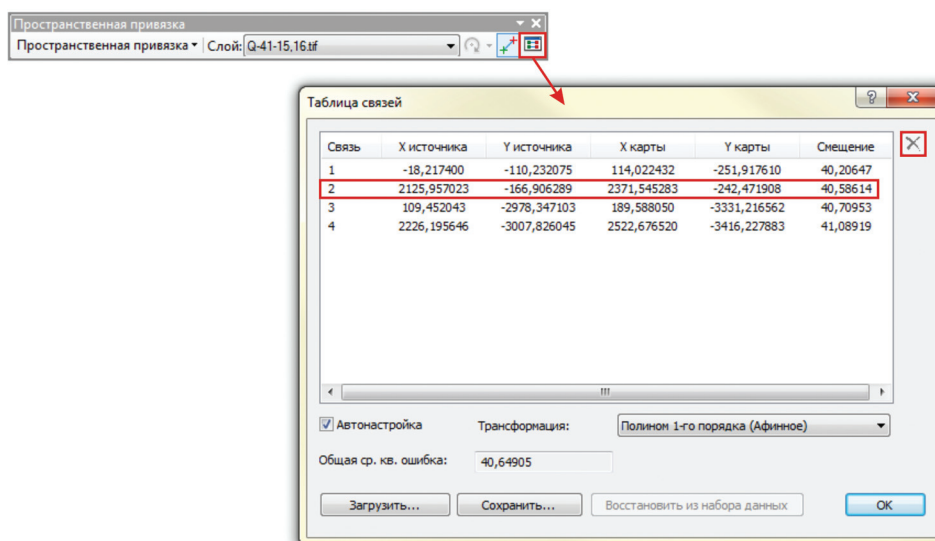 Пространственная привязка
Пространственная привязка Слой: Q-41-15,16.tif
Таблица связей
Связь X источника Y источника X карты Y карты Смещение
1 -18,217400 -110,232075 114,022432 -251,917610 40,20647
2 2125,957023 -166,906289 2371,545283 -242,471908 40,58614
3 109,452043 -2978,347103 189,588050 -3331,216562 40,70953
4 2226,195646 -3007,826045 2522,676520 -3416,227883 41,08919
Автонастройка Трансформация: Полином 1-го порядка (Афинное)
Общая ср. кв. ошибка: 40,64905
Загрузить... Сохранить... Восстановить из набора данных OK